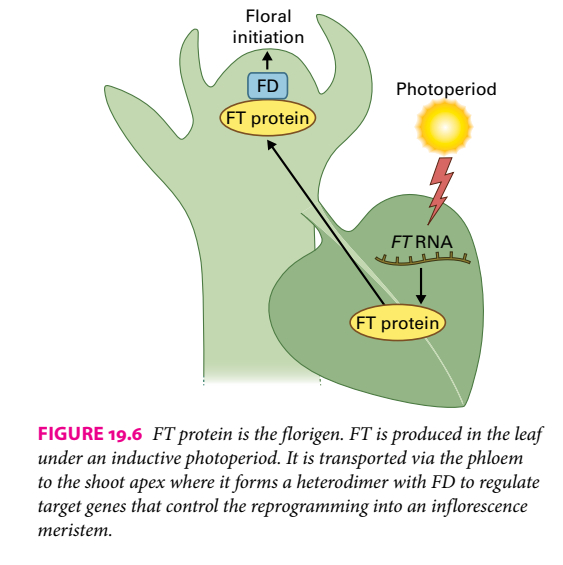 Floral
initiation
FD
FT protein
Photoperiod
FT RNA
FT protein
FIGURE 19.6 FT protein is the florigen. FT is produced in the leaf
under an inductive photoperiod. It is transported via the phloem
to the shoot apex where it forms a heterodimer with FD to regulate
target genes that control the reprogramming into an inflorescence
meristem.